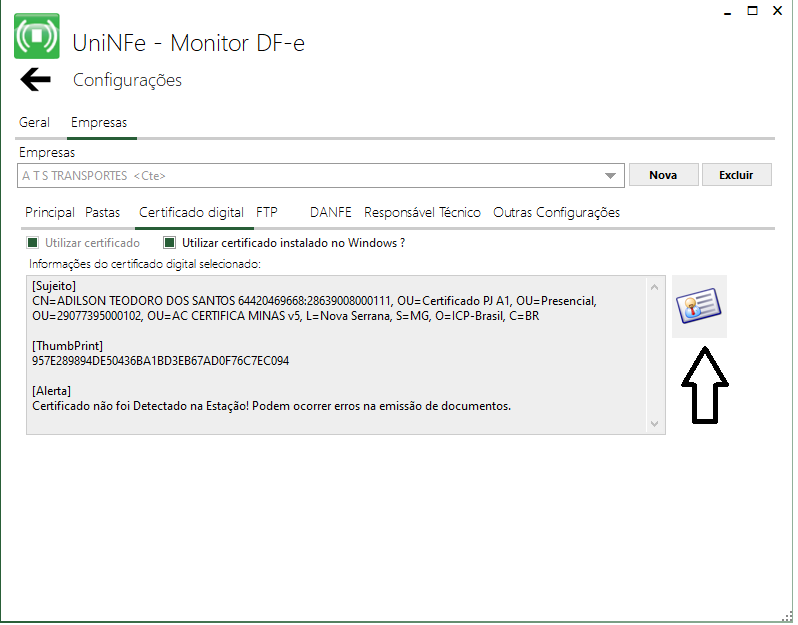 UniNFe - Monitor DF-e
Configurações
Geral Empresas
Empresas
A T S TRANSPORTES <Cte>
Nova Excluir
Principal Pastas Certificado digital FTP DANFE Responsável Técnico Outras Configurações
Utilizar certificado Utilizar certificado instalado no Windows ?
Informações do certificado digital selecionado:
[Sujeito]
CN=ADILSON TEODORO DOS SANTOS 64420469668:28639008000111, OU=Certificado PJ A1, OU=Presencial,
OU=29077395000102, OU=AC CERTIFICA MINAS v5, L=Nova Serrana, S=MG, O=ICP-Brasil, C=BR
[ThumbPrint]
957E289894DE50436BA1BD3EB67AD0F76C7EC094
[Alerta]
Certificado não foi Detectado na Estação! Podem ocorrer erros na emissão de documentos.